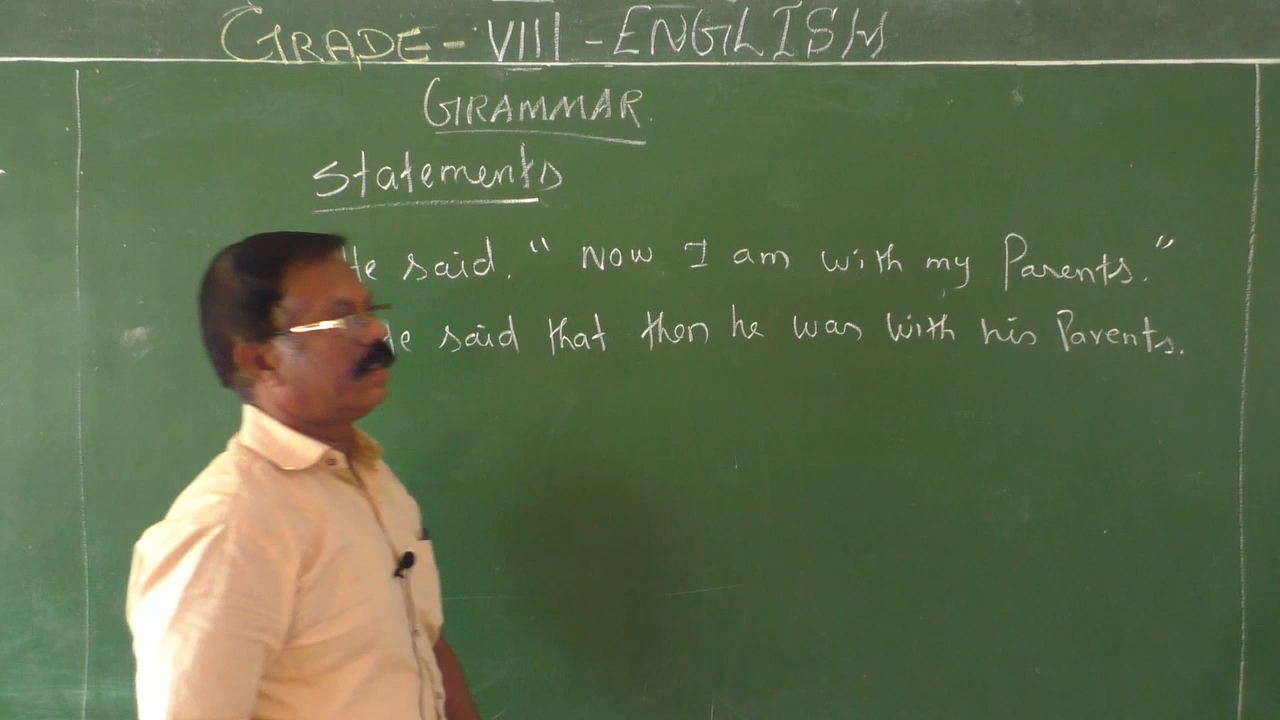 GRADE - VIII - ENGLISH
GRAMMAR
Statements
He said. " Now I am with my Parents."
He said that then he was with his Parents.